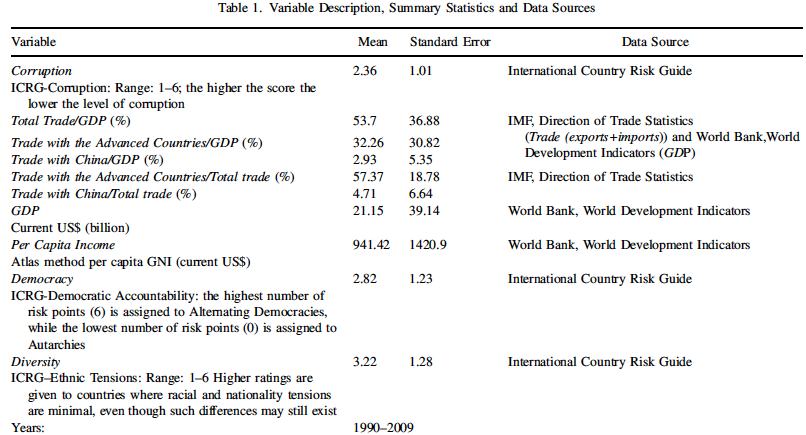 Table 1. Variable Description, Summary Statistics and Data Sources
Variable Mean Standard Error Data Source
Corruption 2.36 1.01 International Country Risk Guide
ICRG-Corruption: Range: 1–6; the higher the score the
lower the level of corruption
Total Trade/GDP (%) 53.7 36.88 IMF, Direction of Trade Statistics
(Trade (exports+imports)) and World Bank,World
Trade with the Advanced Countries/GDP (%) 32.26 30.82
Development Indicators (GDP)
Trade with China/GDP (%) 2.93 5.35
Trade with the Advanced Countries/Total trade (%) 57.37 18.78 IMF, Direction of Trade Statistics
Trade with China/Total trade (%) 4.71 6.64
GDP 21.15 39.14 World Bank, World Development Indicators
Current US$ (billion)
Per Capita Income 941.42 1420.9 World Bank, World Development Indicators
Atlas method per capita GNI (current US$)
Democracy 2.82 1.23 International Country Risk Guide
ICRG-Democratic Accountability: the highest number of
risk points (6) is assigned to Alternating Democracies,
while the lowest number of risk points (0) is assigned to
Autarchies
Diversity 3.22 1.28 International Country Risk Guide
ICRG–Ethnic Tensions: Range: 1–6 Higher ratings are
given to countries where racial and nationality tensions
are minimal, even though such differences may still exist
Years: 1990–2009